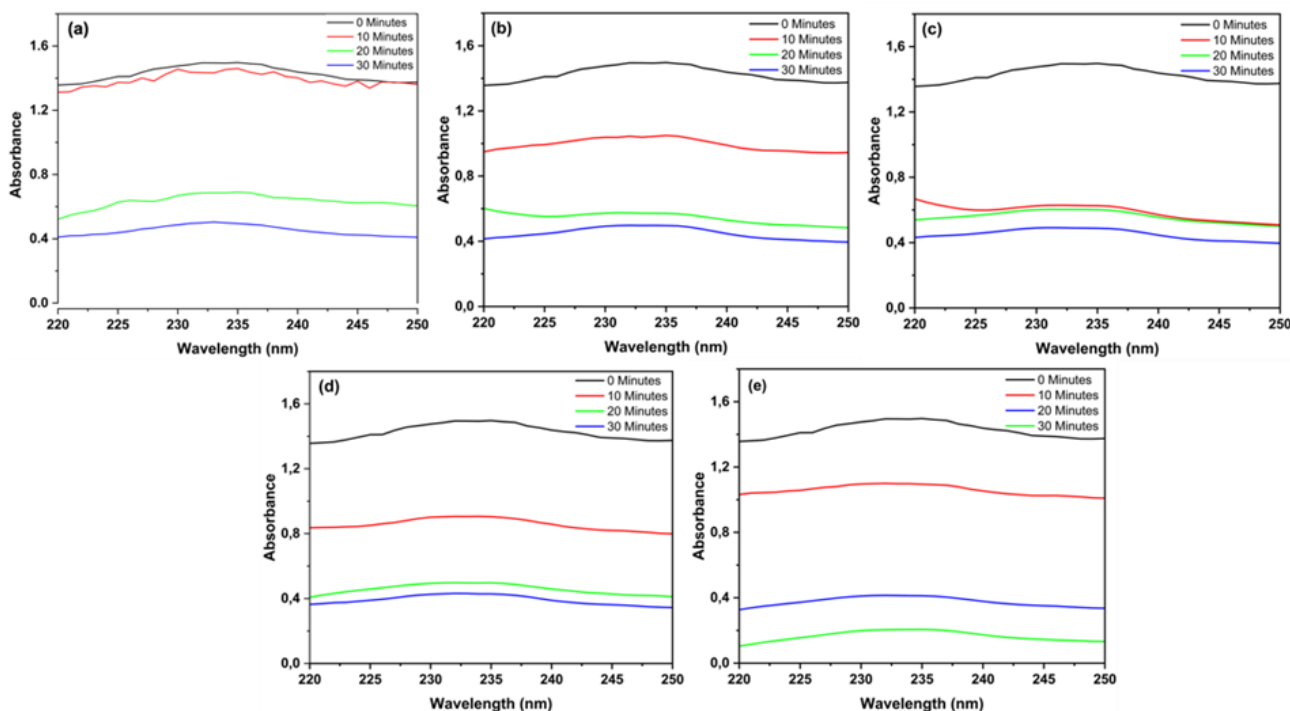 (a)
0 Minutes
10 Minutes
20 Minutes
30 Minutes
1,6
1,2
0,8
0,4
0,0
Absorbance
220 225 230 235 240 245 250
Wavelength (nm)
(b)
0 Minutes
10 Minutes
20 Minutes
30 Minutes
1,6
1,2
0,8
0,4
0,0
Absorbance
220 225 230 235 240 245 250
Wavelength (nm)
(c)
0 Minutes
10 Minutes
20 Minutes
30 Minutes
1,6
1,2
0,8
0,4
0,0
Absorbance
220 225 230 235 240 245 250
Wavelength (nm)
(d)
0 Minutes
10 Minutes
20 Minutes
30 Minutes
1,6
1,2
0,8
0,4
0,0
Absorbance
220 225 230 235 240 245 250
Wavelength (nm)
(e)
0 Minutes
10 Minutes
20 Minutes
30 Minutes
1,6
1,2
0,8
0,4
0,0
Absorbance
220 225 230 235 240 245 250
Wavelength (nm)